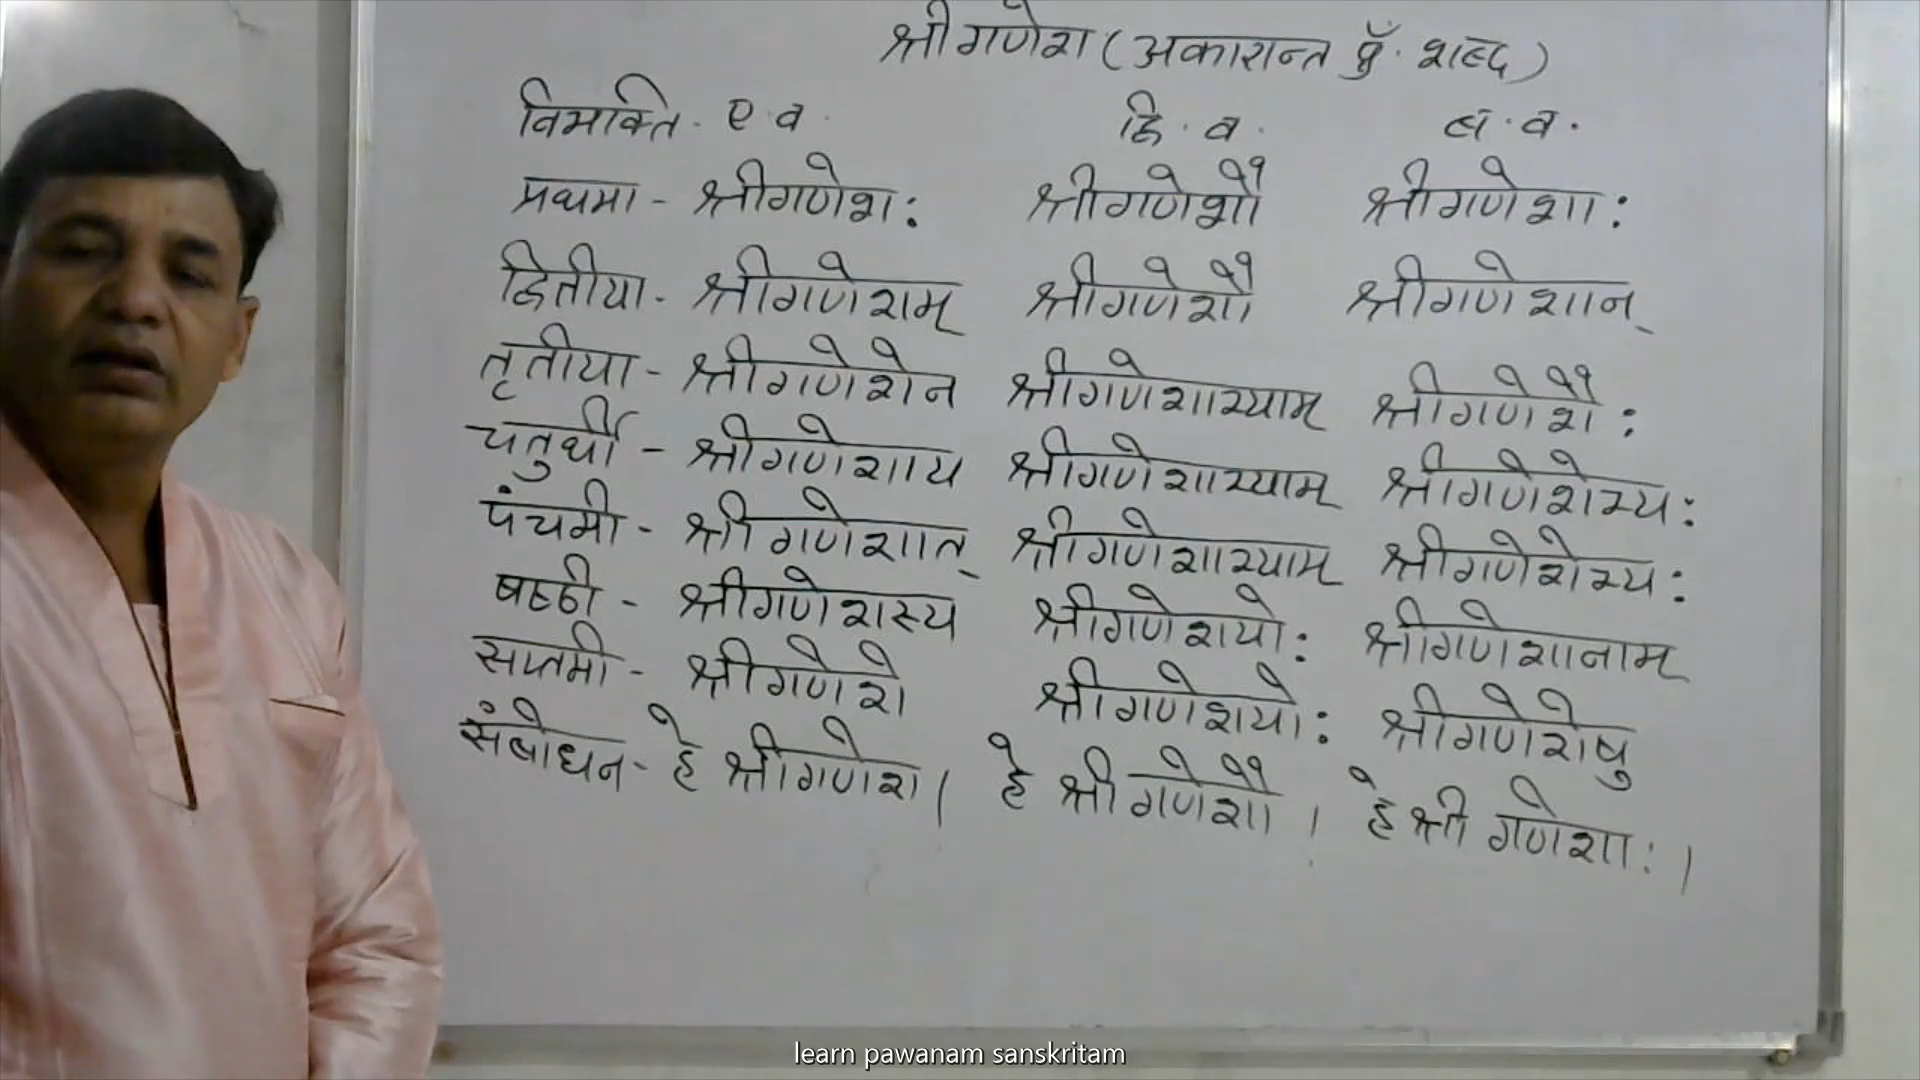 श्रीगणेश (अकारान्त पुँ. शब्द)
विभक्ति. ए.व. द्वि.व. ब.व.
प्रथमा - श्रीगणेशः श्रीगणेशौ श्रीगणेशाः
द्वितीया - श्रीगणेशम् श्रीगणेशौ श्रीगणेशान्
तृतीया - श्रीगणेशेन श्रीगणेशाभ्याम् श्रीगणेशैः
चतुर्थी - श्रीगणेशाय श्रीगणेशाभ्याम् श्रीगणेशेभ्यः
पंचमी - श्रीगणेशात् श्रीगणेशाभ्याम् श्रीगणेशेभ्यः
षष्ठी - श्रीगणेशस्य श्रीगणेशयोः श्रीगणेशानाम्
सप्तमी - श्रीगणेशे श्रीगणेशयोः श्रीगणेशेषु
संबोधन - हे श्रीगणेश। हे श्रीगणेशौ। हे श्री गणेशाः।
learn pawanam sanskritam